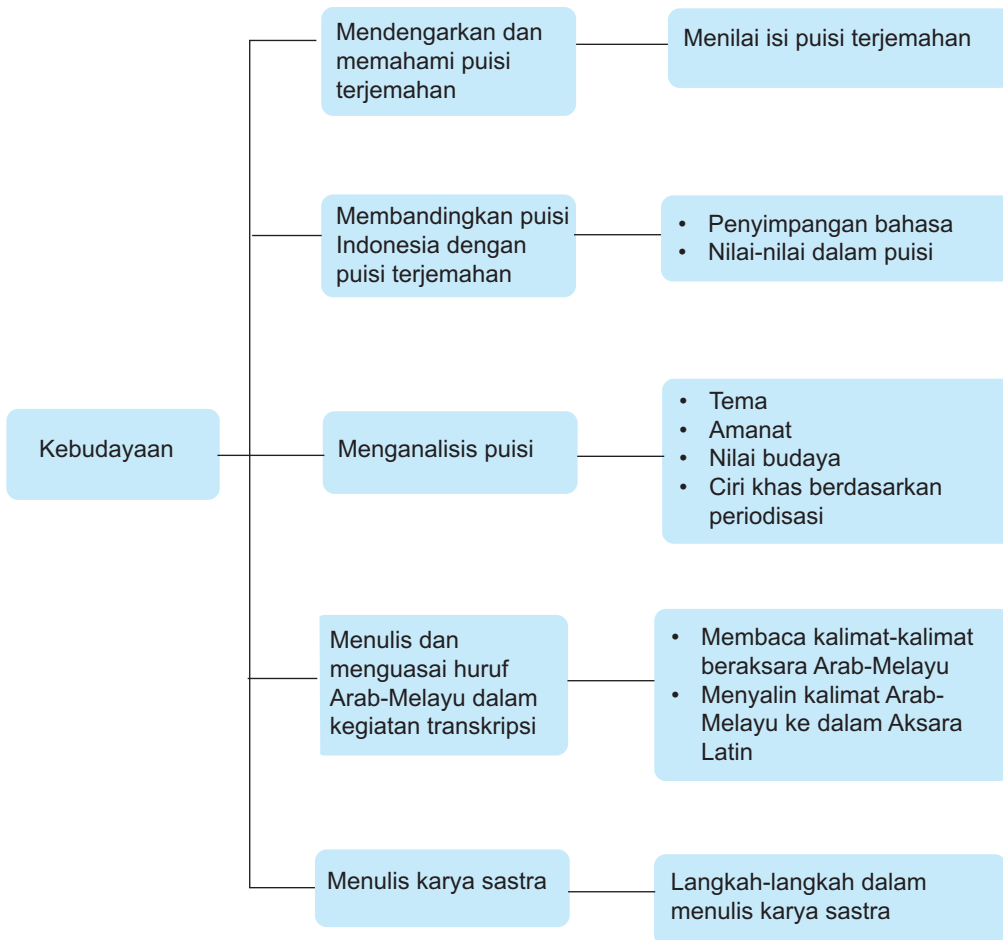 Mendengarkan dan
memahami puisi
terjemahan
Menilai isi puisi terjemahan
Membandingkan puisi
Indonesia dengan
puisi terjemahan
• Penyimpangan bahasa
• Nilai-nilai dalam puisi
Kebudayaan
Menganalisis puisi
• Tema
• Amanat
• Nilai budaya
• Ciri khas berdasarkan
periodisasi
Menulis dan
menguasai huruf
Arab-Melayu dalam
kegiatan transkripsi
• Membaca kalimat-kalimat
beraksara Arab-Melayu
• Menyalin kalimat Arab-
Melayu ke dalam Aksara
Latin
Menulis karya sastra
Langkah-langkah dalam
menulis karya sastra